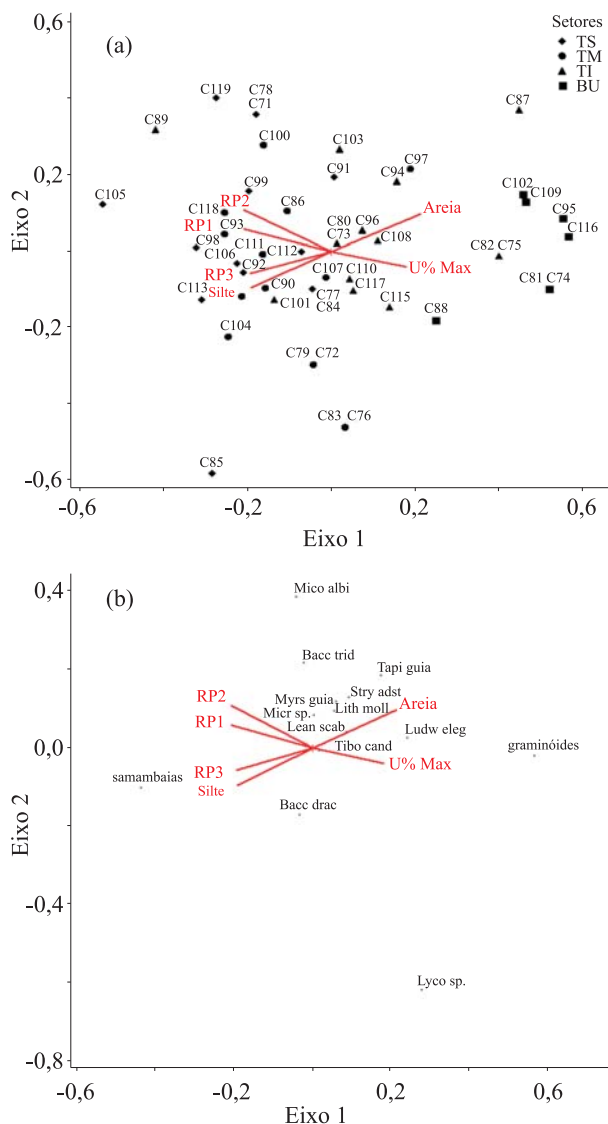 0,6
(a)
Setores
TS
TM
TI
BU
C119
C78
C71
C87
C89
C100
C103
0,2
C105
C99
C91
C94
C97
RP2
C86
C118
RP1
C93
C80
C73
C96
Areia
C102
C109
C95
C116
C98
C106
C111
C112
C108
C82 C75
C92
RP3
Silte
C107
C110
U% Max
C113
C90
C101
C77
C84
C117
C115
C81 C74
C88
-0,2
C104
C79 C72
C83 C76
C85
-0,6
Eixo 2
-0,6
-0,2
0,2
0,6
Eixo 1
0,4
(b)
Mico albi
Bacc trid
Tapi guia
RP2
Stry adst
Myrs guia
Lith moll
Areia
RP1
Micr sp.
Lean scab
Ludw eleg
0,0
Tibo cand
graminóides
RP3
U% Max
samambaias
Silte
Bacc drac
-0,4
Lyco sp.
-0,8
Eixo 2
-0,6
-0,2
0,2
0,6
Eixo 1